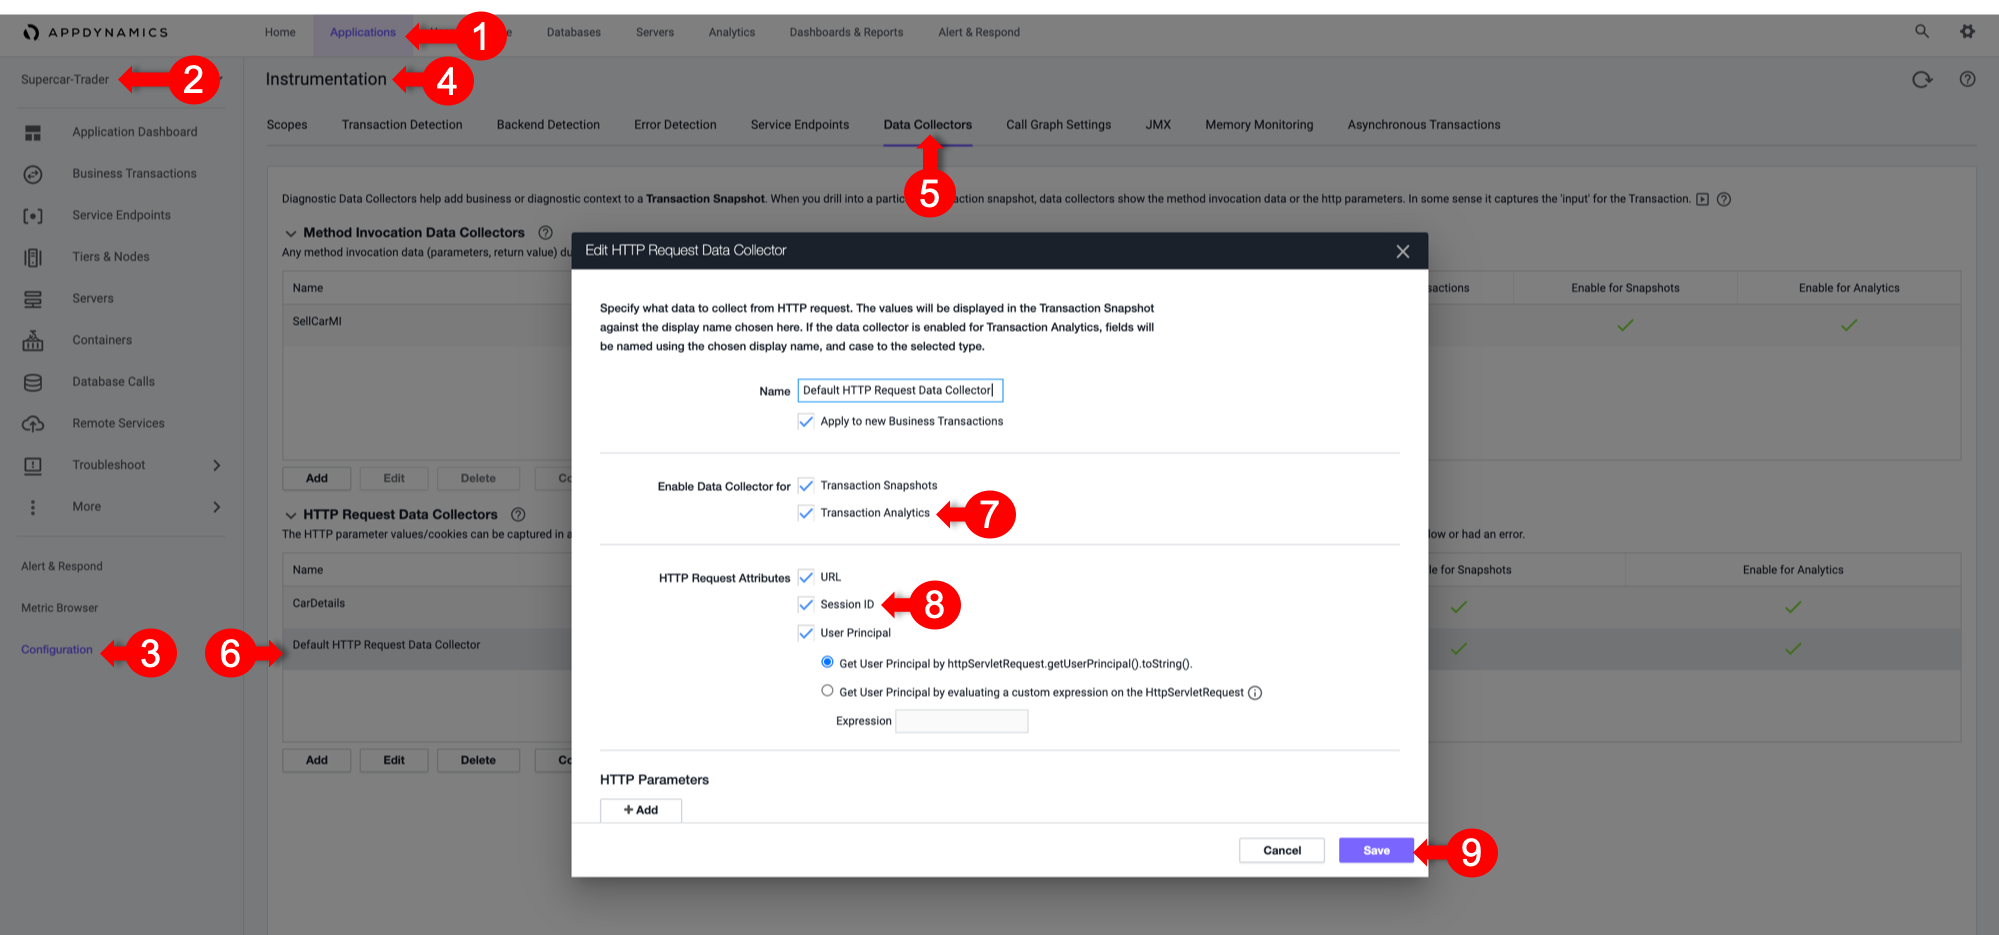 APPDYNAMICS
Home Applications Databases Servers Analytics Dashboards & Reports Alert & Respond
1
Supercar-Trader
2
Instrumentation
4
Scopes Transaction Detection Backend Detection Error Detection Service Endpoints Data Collectors Call Graph Settings JMX Memory Monitoring Asynchronous Transactions
5
Application Dashboard
Business Transactions
Service Endpoints
Tiers & Nodes
Servers
Containers
Database Calls
Remote Services
Troubleshoot
More
Alert & Respond
Metric Browser
Configuration
3
6
Diagnostic Data Collectors help add business or diagnostic context to a Transaction Snapshot. When you drill into a partic action snapshot, data collectors show the method invocation data or the http parameters. In some sense it captures the 'input' for the Transaction.
Method Invocation Data Collectors
Any method invocation data (parameters, return value) du
Name sactions Enable for Snapshots Enable for Analytics
SellCarMI
Add Edit Delete Co
HTTP Request Data Collectors
The HTTP parameter values/cookies can be captured in a low or had an error.
Name le for Snapshots Enable for Analytics
CarDetails
Default HTTP Request Data Collector
Add Edit Delete Co
Edit HTTP Request Data Collector
Specify what data to collect from HTTP request. The values will be displayed in the Transaction Snapshot
against the display name chosen here. If the data collector is enabled for Transaction Analytics, fields will
be named using the chosen display name, and case to the selected type.
Name Default HTTP Request Data Collector
Apply to new Business Transactions
Enable Data Collector for Transaction Snapshots
Transaction Analytics
7
HTTP Request Attributes URL
Session ID
8
User Principal
Get User Principal by httpServletRequest.getUserPrincipal().toString().
Get User Principal by evaluating a custom expression on the HttpServletRequest
Expression
HTTP Parameters
+ Add
Cancel Save
9